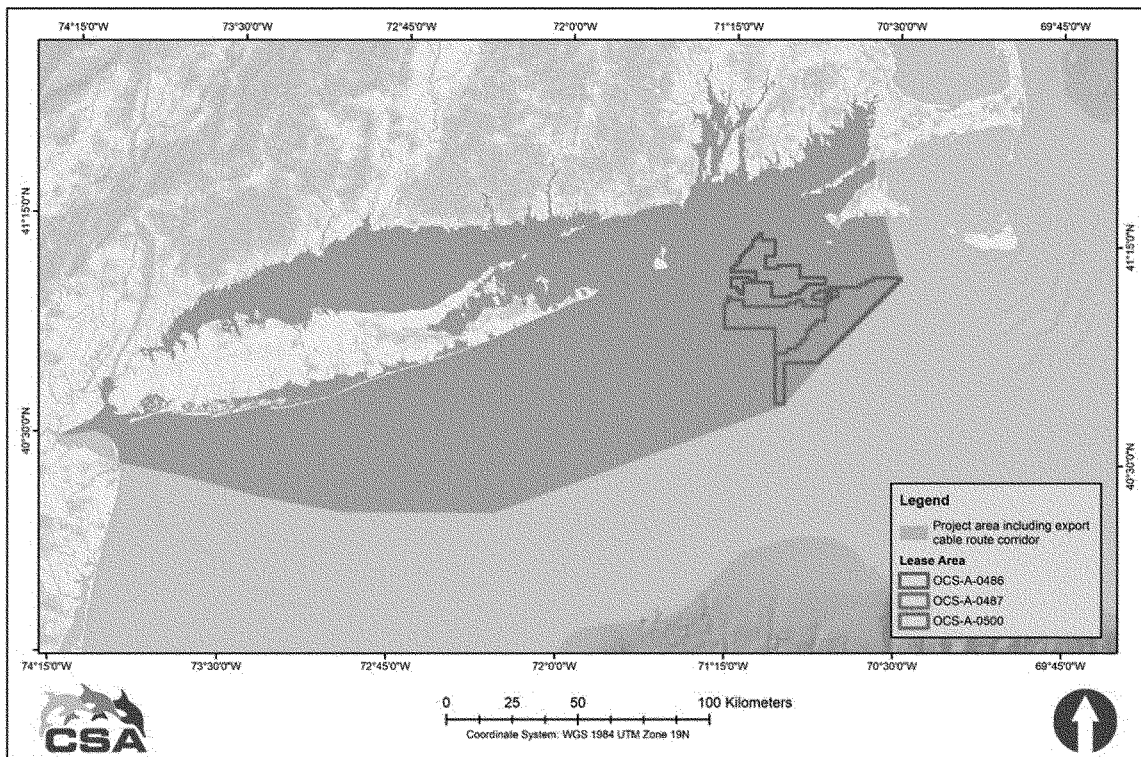 74°15'0"W 73°30'0"W 72°45'0"W 72°0'0"W 71°15'0"W 70°30'0"W 69°45'0"W
41°15'0"N
41°15'0"N
40°30'0"N
40°30'0"N
Legend
Project area including export
cable route corridor
Lease Area
OCS-A-0486
OCS-A-0487
OCS-A-0500
74°15'0"W 73°30'0"W 72°45'0"W 72°0'0"W 71°15'0"W 70°30'0"W 69°45'0"W
0 25 50 100 Kilometers
Coordinale System: WGS 1984 UTM Zone 19N
CSA